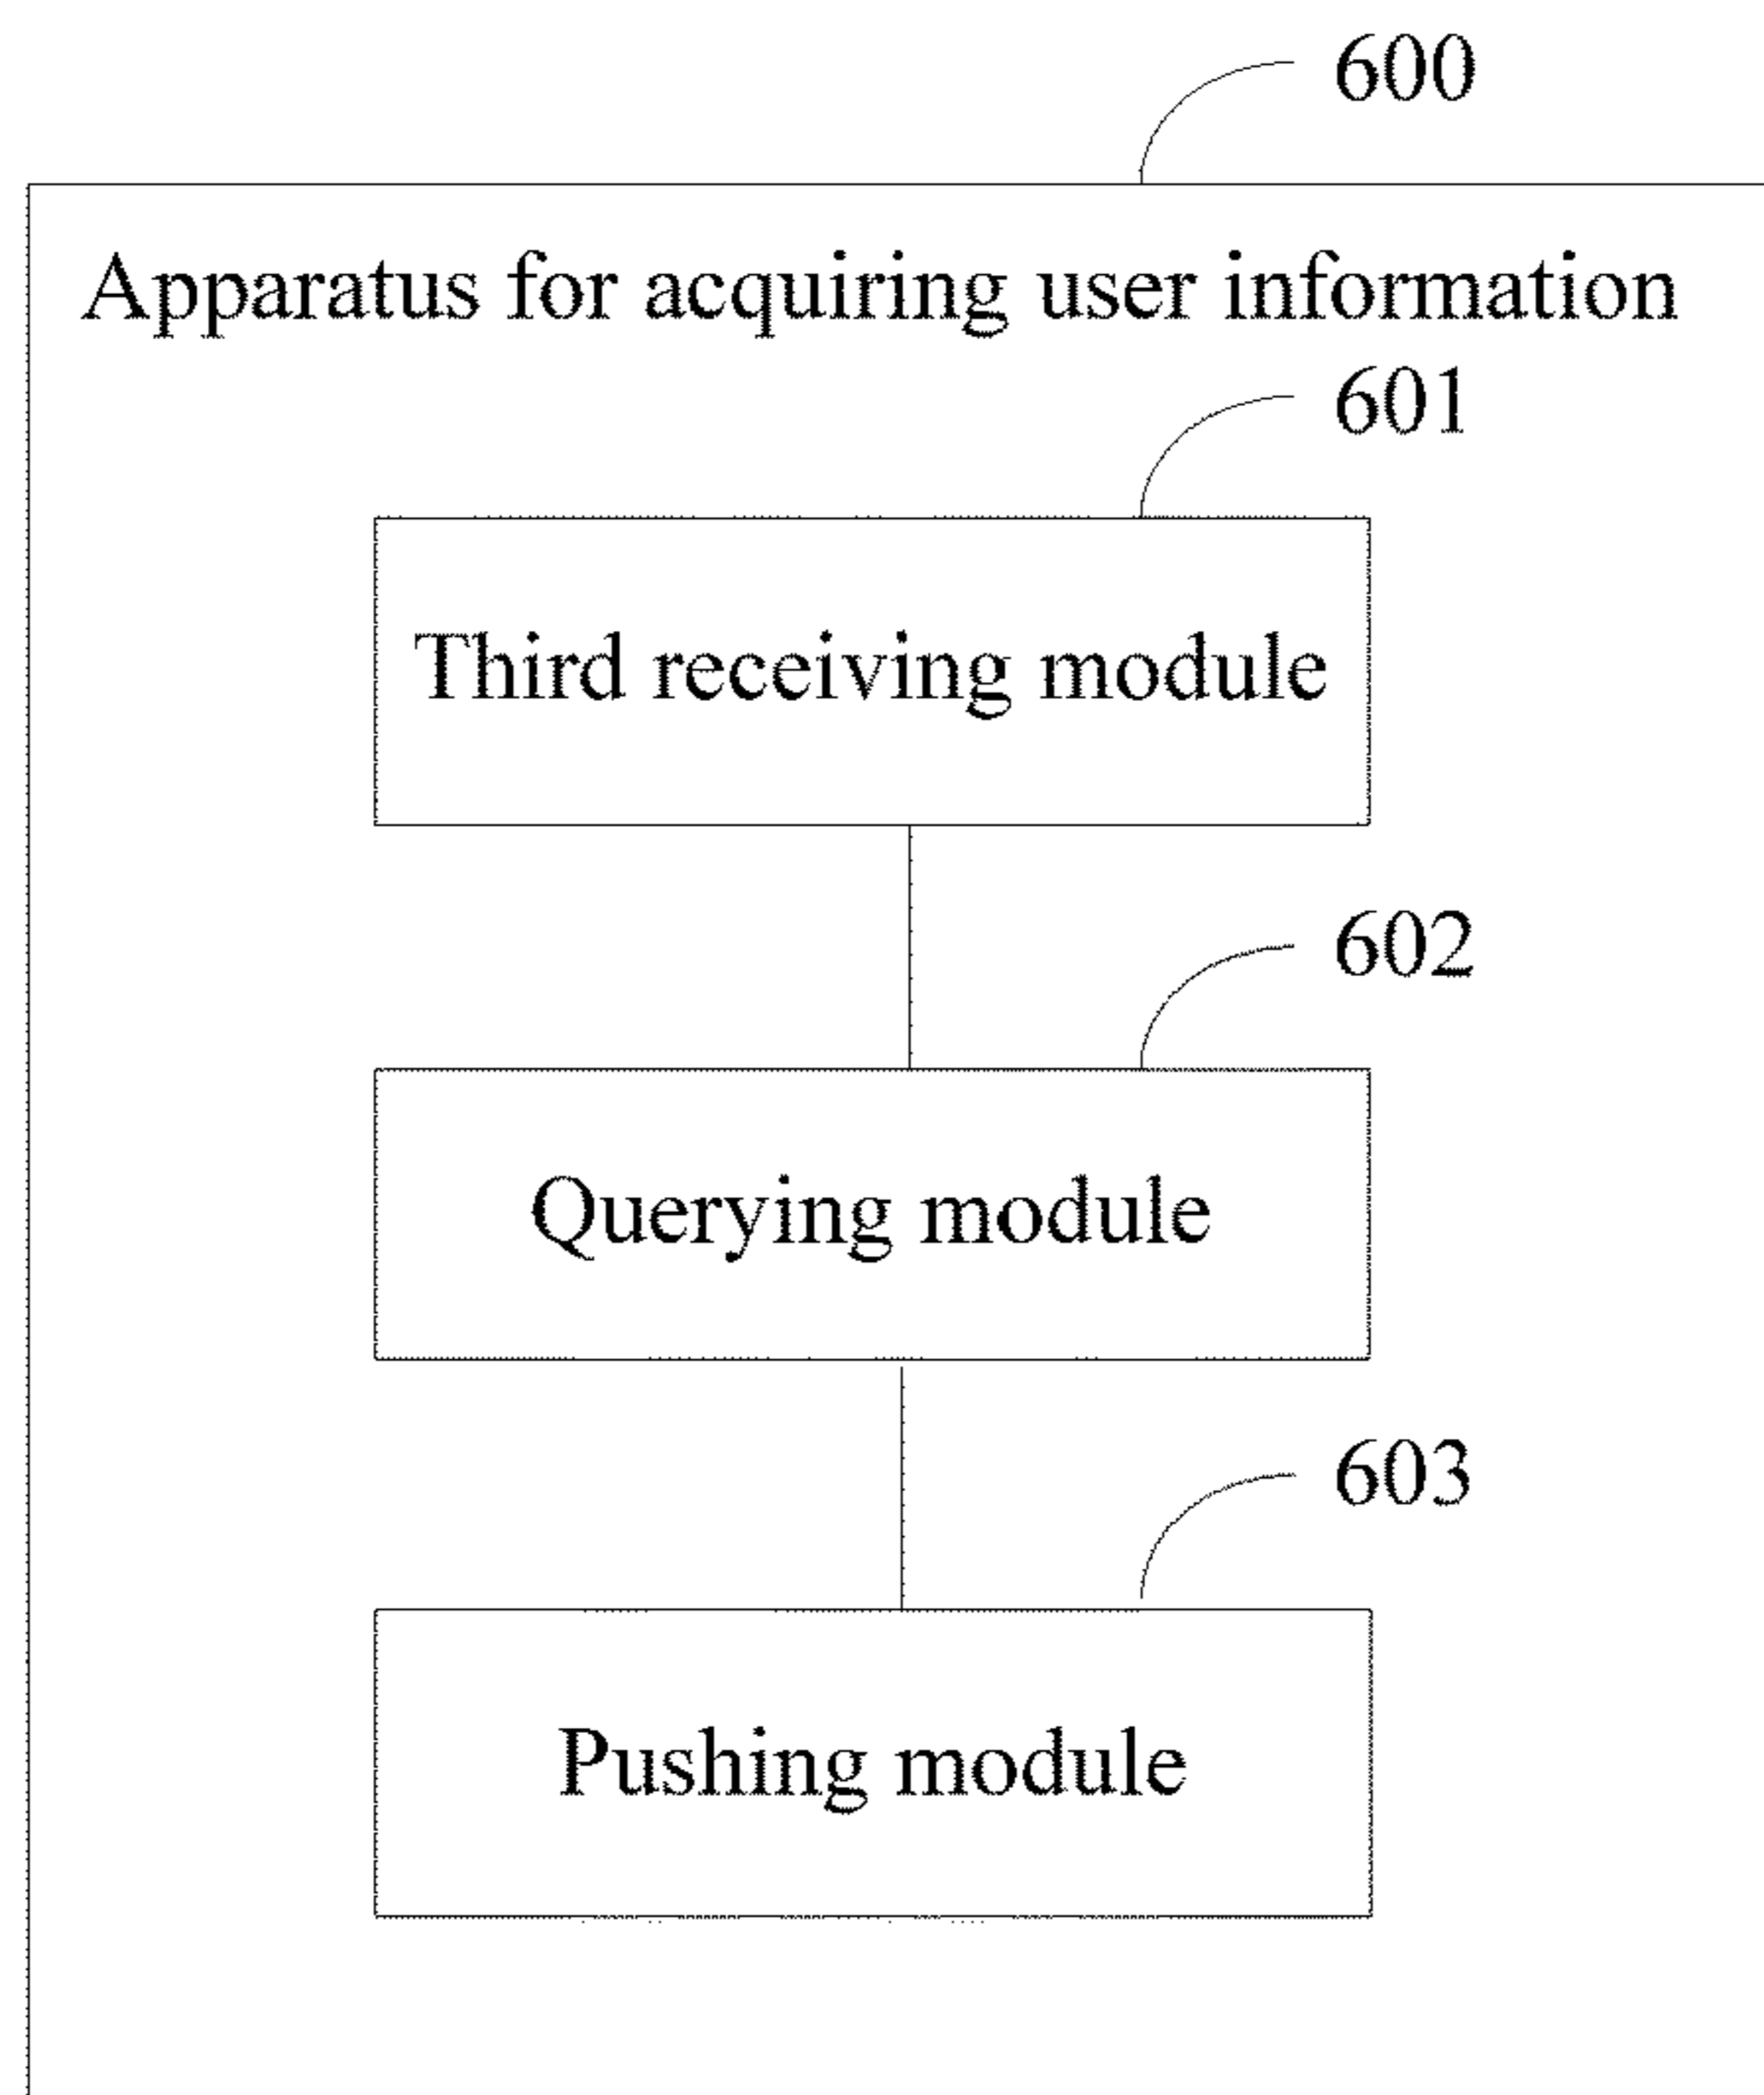 600
Apparatus for acquiring user information
601
Third receiving module
602
Querying module
603
Pushing module